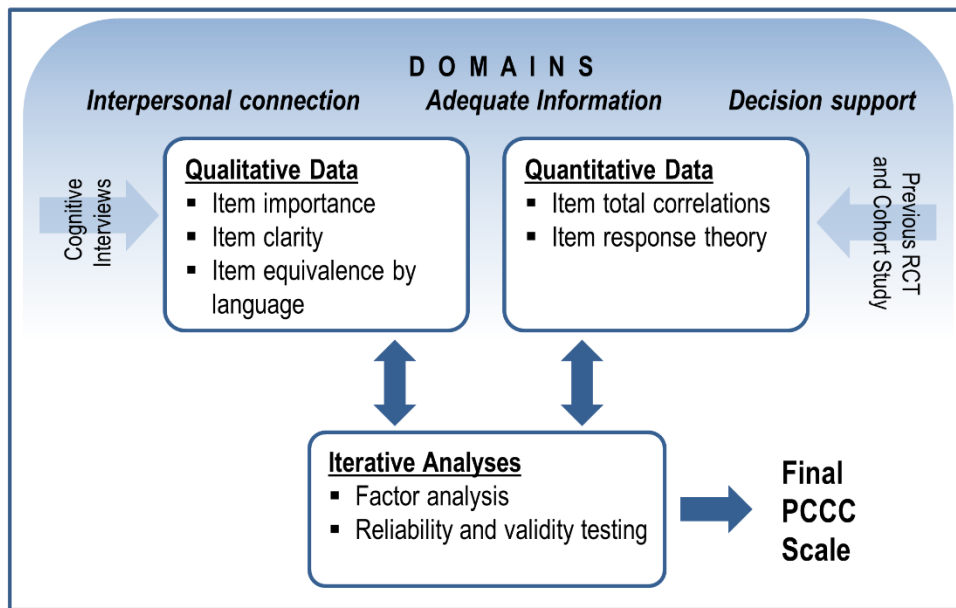 DOMAINS
Interpersonal connection Adequate Information Decision support
Cognitive
Interviews
Qualitative Data
▪ Item importance
▪ Item clarity
▪ Item equivalence by
language
Quantitative Data
▪ Item total correlations
▪ Item response theory
Previous RCT
and Cohort Study
Iterative Analyses
▪ Factor analysis
▪ Reliability and validity testing
Final
PCCC
Scale